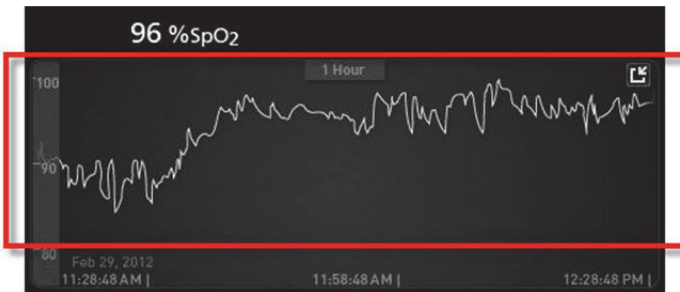 96 %SpO2
1 Hour
100
90
80
Feb 29, 2012
11:28:48 AM | 11:58:48 AM | 12:28:48 PM |